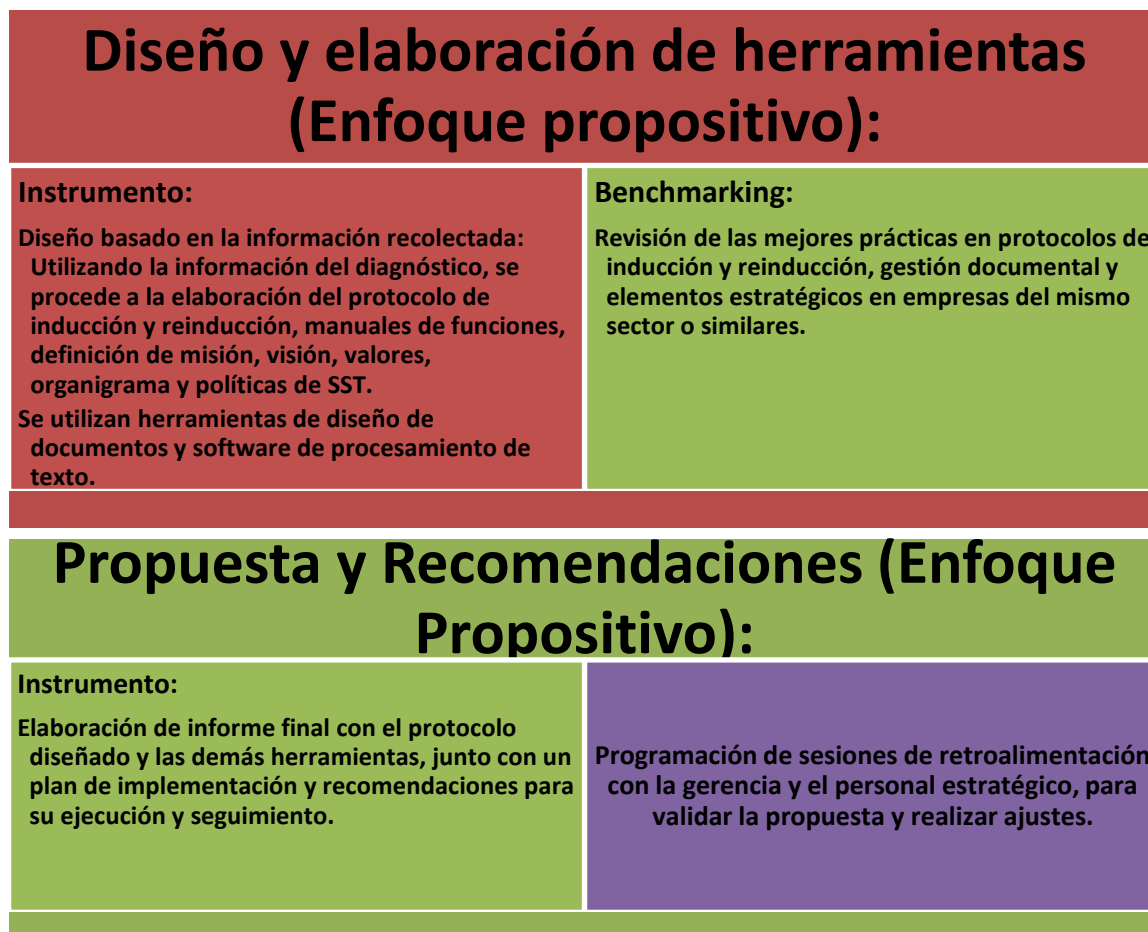 Diseño y elaboración de herramientas
(Enfoque propositivo):
Instrumento:
Diseño basado en la información recolectada:
Utilizando la información del diagnóstico, se
procede a la elaboración del protocolo de
inducción y reinducción, manuales de funciones,
definición de misión, visión, valores,
organigrama y políticas de SST.
Se utilizan herramientas de diseño de
documentos y software de procesamiento de
texto.
Benchmarking:
Revisión de las mejores prácticas en protocolos de
inducción y reinducción, gestión documental y
elementos estratégicos en empresas del mismo
sector o similares.
Propuesta y Recomendaciones (Enfoque
Propositivo):
Instrumento:
Elaboración de informe final con el protocolo
diseñado y las demás herramientas, junto con un
plan de implementación y recomendaciones para
su ejecución y seguimiento.
Programación de sesiones de retroalimentación
con la gerencia y el personal estratégico, para
validar la propuesta y realizar ajustes.